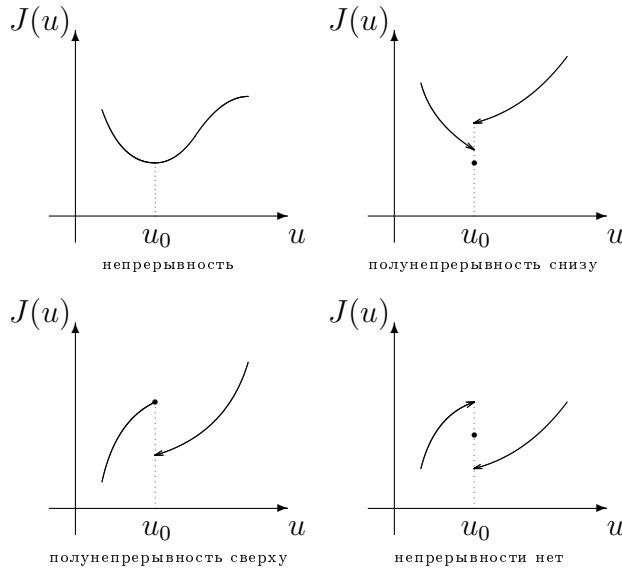 J(u)
u₀
u
непрерывность
J(u)
u₀
u
полунепрерывность снизу
J(u)
u₀
u
полунепрерывность сверху
J(u)
u₀
u
непрерывности нет